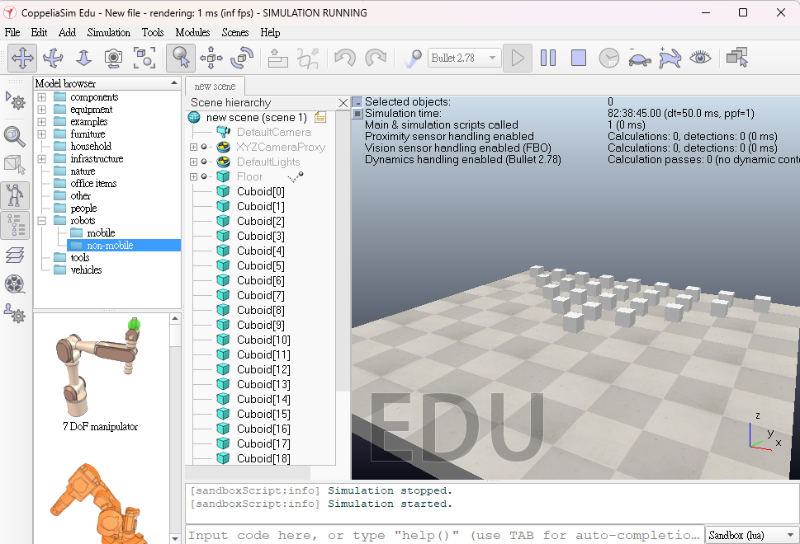 CoppeliaSim Edu - New file - rendering: 1 ms (inf fps) - SIMULATION RUNNING
File Edit Add Simulation Tools Modules Scenes Help
Bullet 2.78
Model browser
components
equipment
examples
furniture
household
infrastructure
nature
office items
other
people
robots
mobile
non-mobile
tools
vehicles
7 DoF manipulator
new scene
Scene hierarchy
new scene (scene 1)
DefaultCamera
XYZCameraProxy
DefaultLights
Floor
Cuboid[0]
Cuboid[1]
Cuboid[2]
Cuboid[3]
Cuboid[4]
Cuboid[5]
Cuboid[6]
Cuboid[7]
Cuboid[8]
Cuboid[9]
Cuboid[10]
Cuboid[11]
Cuboid[12]
Cuboid[13]
Cuboid[14]
Cuboid[15]
Cuboid[16]
Cuboid[17]
Cuboid[18]
Selected objects: 0
Simulation time: 82:38:45.00 (dt=50.0 ms, ppf=1)
Main & simulation scripts called 1 (0 ms)
Proximity sensor handling enabled Calculations: 0, detections: 0 (0 ms)
Vision sensor handling enabled (FBO) Calculations: 0, detections: 0 (0 ms)
Dynamics handling enabled (Bullet 2.78) Calculation passes: 0 (no dynamic cont
EDU
z
y
x
[sandboxScript:info] Simulation stopped.
[sandboxScript:info] Simulation started.
Input code here, or type "help()" (use TAB for auto-completio... Sandbox (lua)